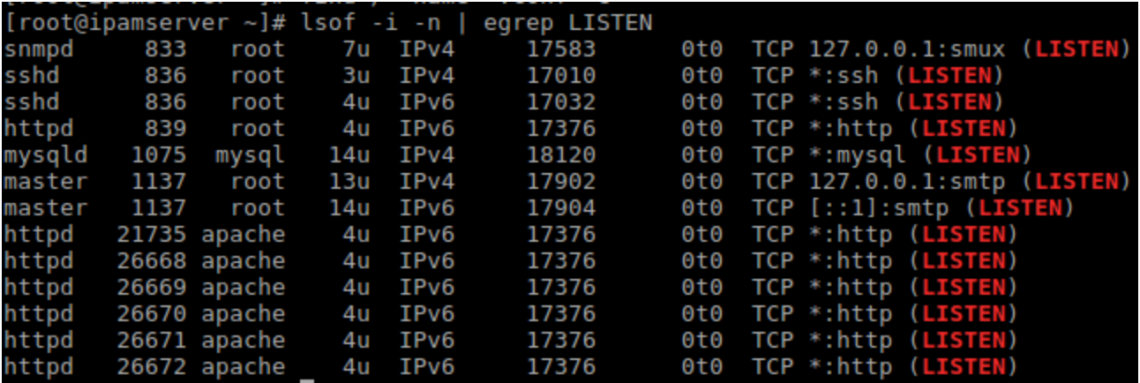 [root@ipamserver ~]# lsof -i -n | egrep LISTEN
snmpd 833 root 7u IPv4 17583 0t0 TCP 127.0.0.1:smux (LISTEN)
sshd 836 root 3u IPv4 17010 0t0 TCP *:ssh (LISTEN)
sshd 836 root 4u IPv6 17032 0t0 TCP *:ssh (LISTEN)
httpd 839 root 4u IPv6 17376 0t0 TCP *:http (LISTEN)
mysqld 1075 mysql 14u IPv4 18120 0t0 TCP *:mysql (LISTEN)
master 1137 root 13u IPv4 17902 0t0 TCP 127.0.0.1:smtp (LISTEN)
master 1137 root 14u IPv6 17904 0t0 TCP [::1]:smtp (LISTEN)
httpd 21735 apache 4u IPv6 17376 0t0 TCP *:http (LISTEN)
httpd 26668 apache 4u IPv6 17376 0t0 TCP *:http (LISTEN)
httpd 26669 apache 4u IPv6 17376 0t0 TCP *:http (LISTEN)
httpd 26670 apache 4u IPv6 17376 0t0 TCP *:http (LISTEN)
httpd 26671 apache 4u IPv6 17376 0t0 TCP *:http (LISTEN)
httpd 26672 apache 4u IPv6 17376 0t0 TCP *:http (LISTEN)